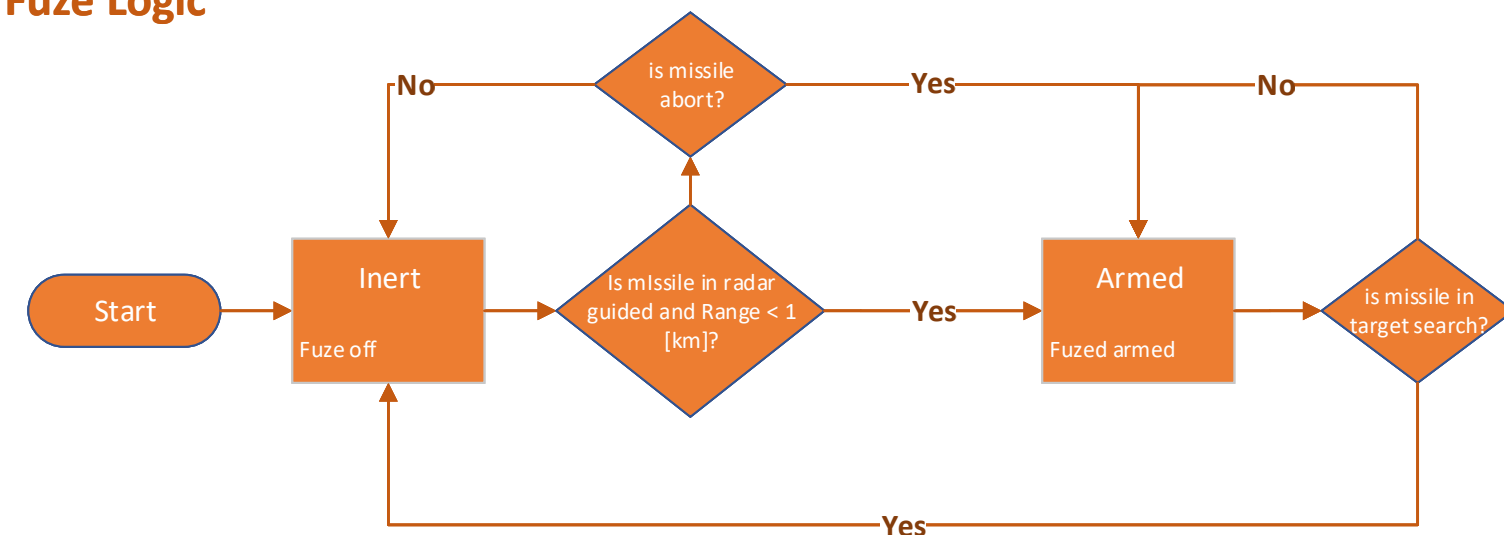 Fuze Logic
is missile
abort?
No
Yes
No
Start
Inert
Fuze off
Is mIssile in radar
guided and Range < 1
[km]?
Yes
Armed
Fuzed armed
is missile in
target search?
Yes